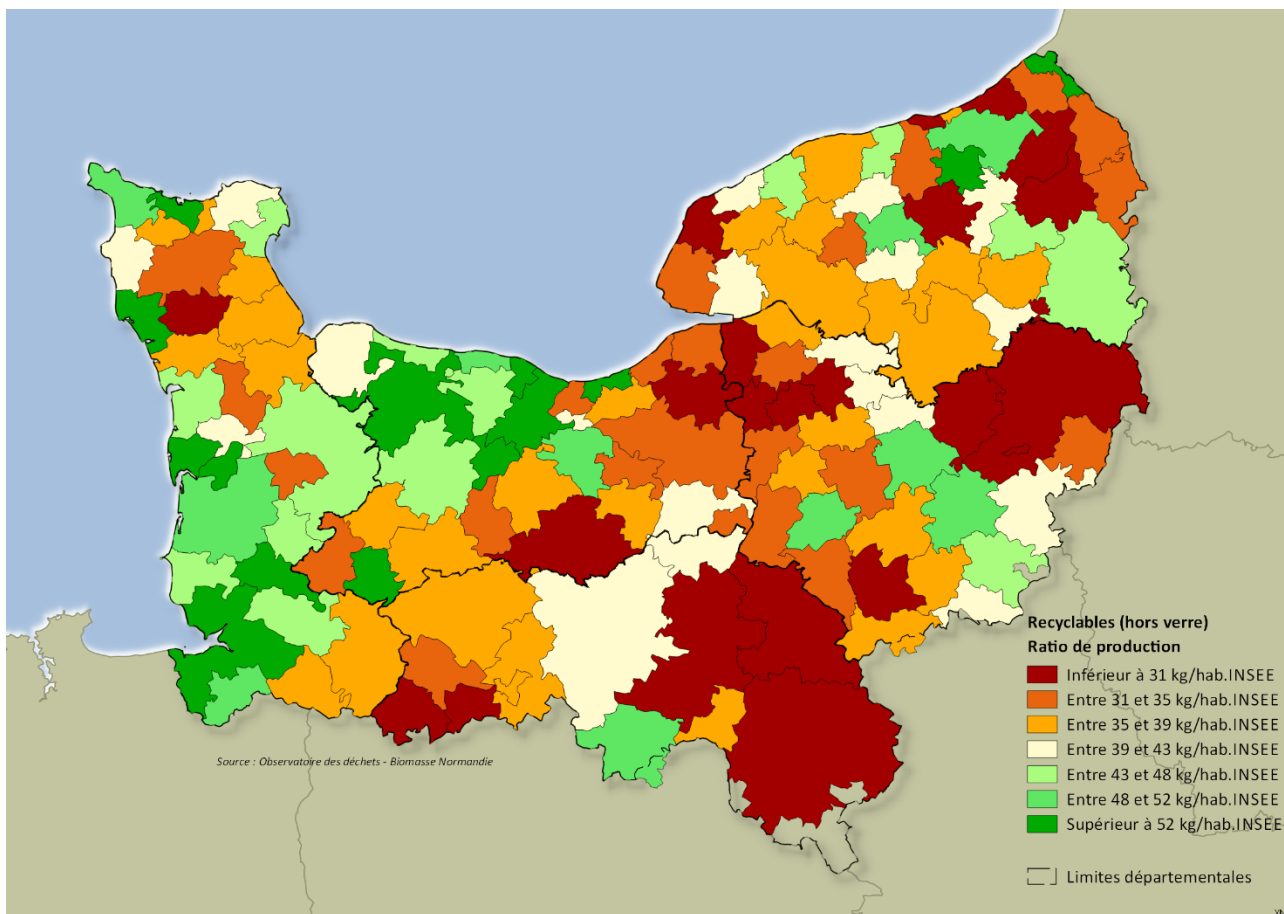 Recyclables (hors verre)
Ratio de production
Inférieur à 31 kg/hab.INSEE
Entre 31 et 35 kg/hab.INSEE
Entre 35 et 39 kg/hab.INSEE
Entre 39 et 43 kg/hab.INSEE
Entre 43 et 48 kg/hab.INSEE
Entre 48 et 52 kg/hab.INSEE
Supérieur à 52 kg/hab.INSEE
Limites départementales
Source : Observatoire des déchets - Biomasse Normandie